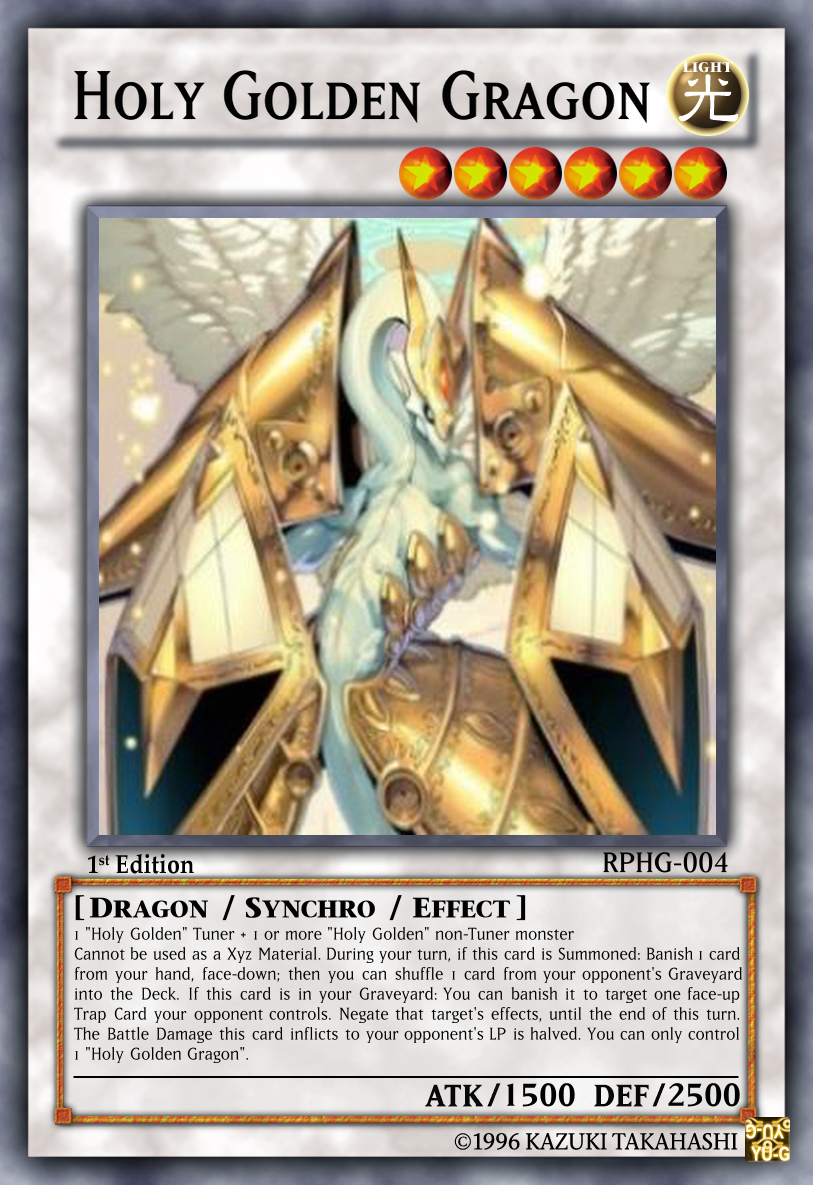 Holy Golden Gragon
LIGHT
光
1st Edition
RPHG-004
[ Dragon / Synchro / Effect ]
1 "Holy Golden" Tuner + 1 or more "Holy Golden" non-Tuner monster
Cannot be used as a Xyz Material. During your turn, if this card is Summoned: Banish 1 card
from your hand, face-down; then you can shuffle 1 card from your opponent's Graveyard
into the Deck. If this card is in your Graveyard: You can banish it to target one face-up
Trap Card your opponent controls. Negate that target's effects, until the end of this turn.
The Battle Damage this card inflicts to your opponent's LP is halved. You can only control
1 "Holy Golden Gragon".
ATK/1500 DEF/2500
©1996 KAZUKI TAKAHASHI